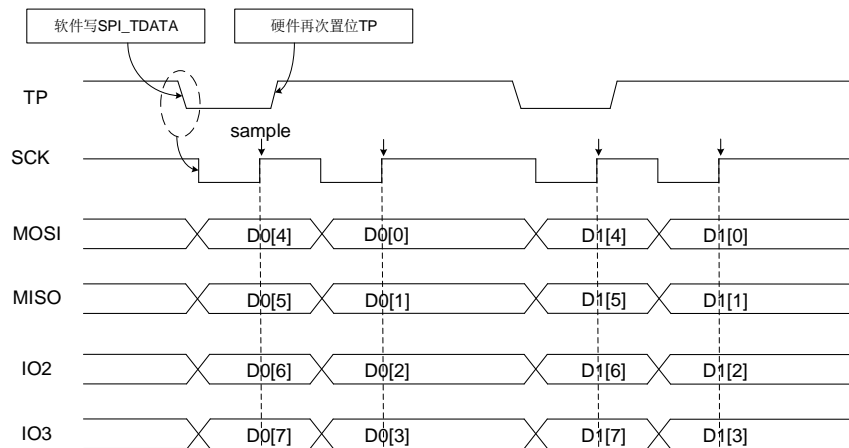 软件写SPI_TDATA
硬件再次置位TP
TP
sample
SCK
MOSI D0[4] D0[0] D1[4] D1[0]
MISO D0[5] D0[1] D1[5] D1[1]
IO2 D0[6] D0[2] D1[6] D1[2]
IO3 D0[7] D0[3] D1[7] D1[3]